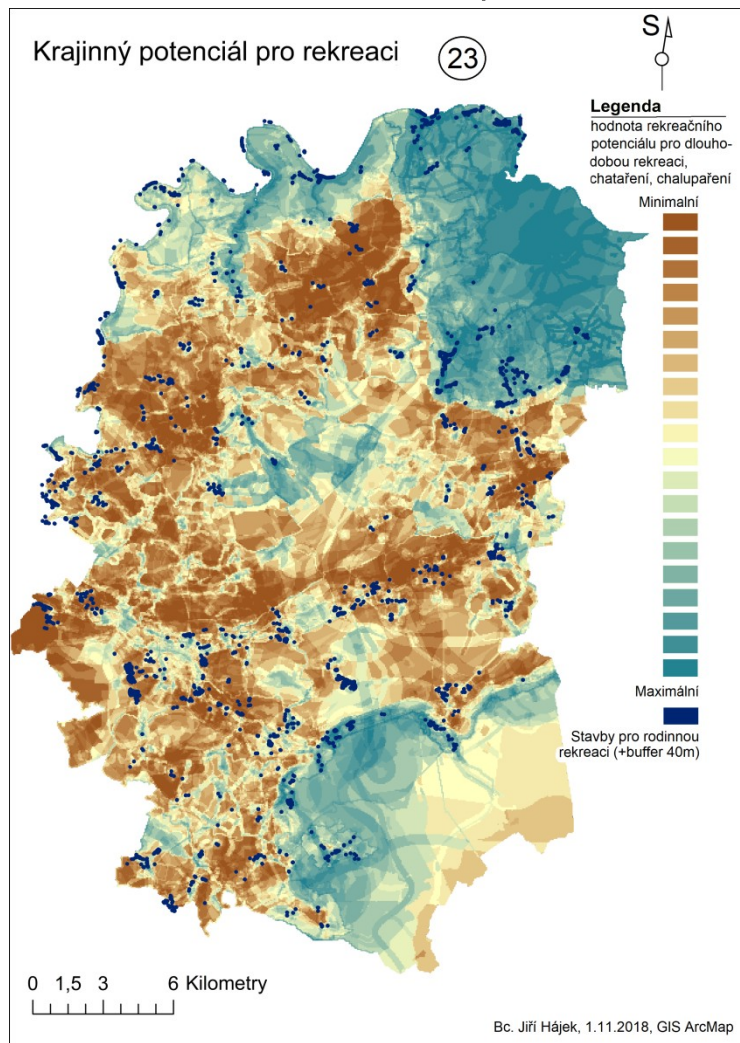 Krajinný potenciál pro rekreaci
23
S
Legenda
hodnota rekreačního
potenciálu pro dlouho-
dobou rekreaci,
chataření, chalupaření
Minimalní
Maximální
Stavby pro rodinnou
rekreaci (+buffer 40m)
0 1,5 3 6 Kilometry
Bc. Jiří Hájek, 1.11.2018, GIS ArcMap